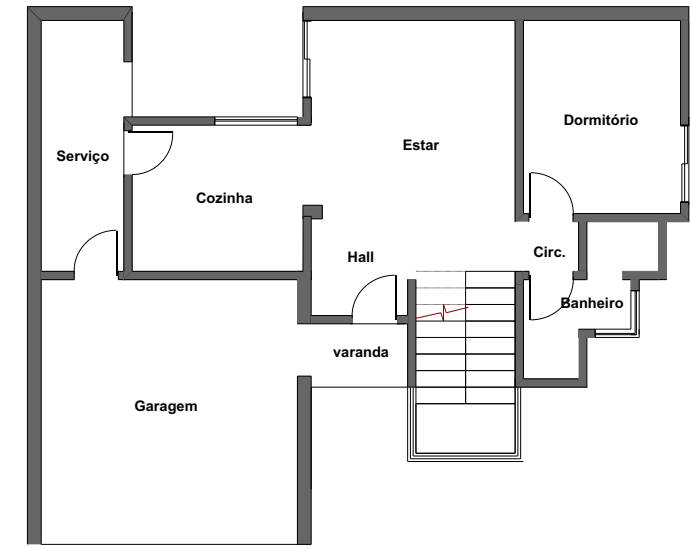 Dormitório
Estar
Serviço
Cozinha
Circ.
Hall
Banheiro
varanda
Garagem